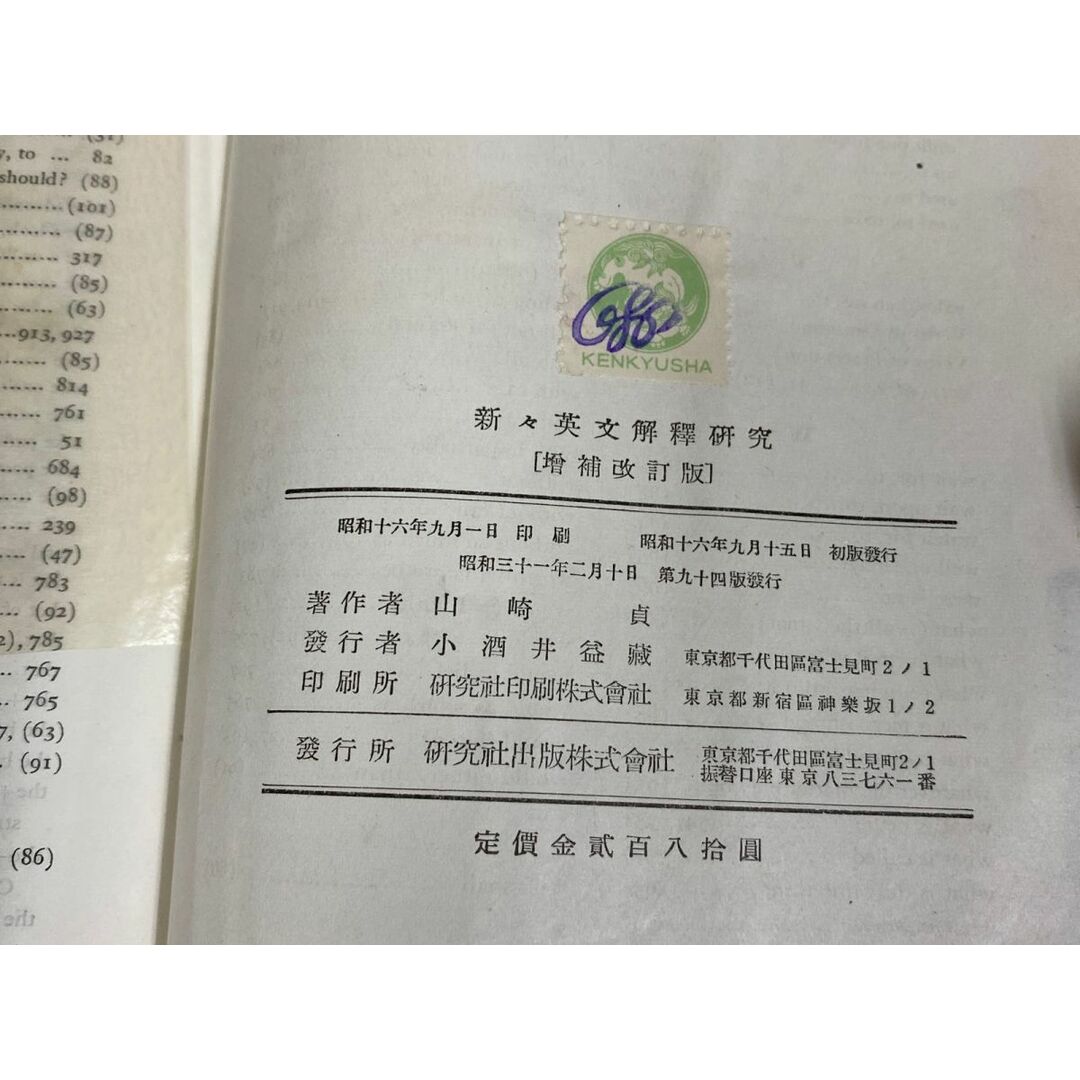 (51)
y, to ... 82
should? (88)
(101)
(87)
317
(85)
(63)
913, 927
(85)
814
761
51
684
(98)
239
(47)
783
(92)
2), 785
767
765
7, (63)
(91)
(86)
KENKYUSHA
新々英文解釋硏究
[増補改訂版]
昭和十六年九月一日 印刷 昭和十六年九月十五日 初版發行
昭和三十一年二月十日 第九十四版發行
著作者 山崎貞
發行者 小酒井益藏 東京都千代田區富士見町2ノ1
印刷所 硏究社印刷株式會社 東京都新宿區神樂坂1ノ2
發行所 硏究社出版株式會社 東京都千代田區富士見町2ノ1
振替口座東京八三七六一番
定價金貳百八拾圓